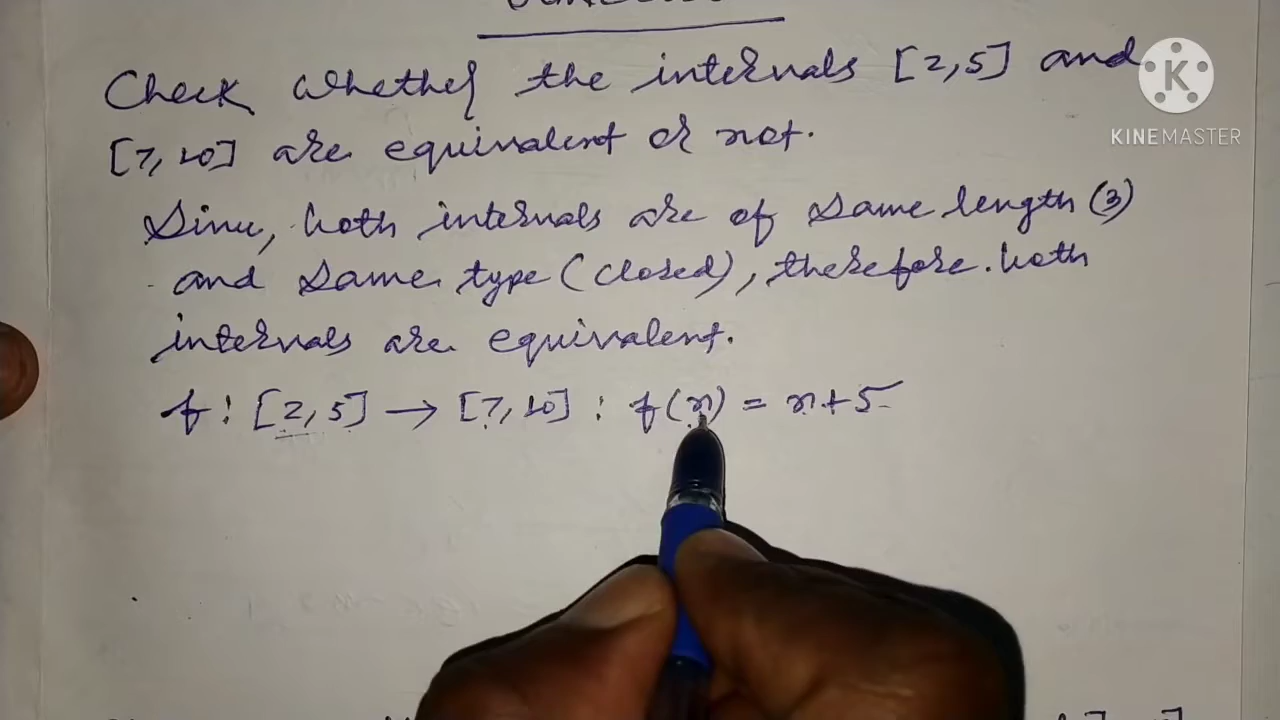 Check whether the intervals [2,5] and
[7,10] are equivalent or not.
Since, both intervals are of same length (3)
and same type (closed), therefore both
intervals are equivalent.
f : [2,5] → [7,10] : f(x) = x+5
K
KINEMASTER